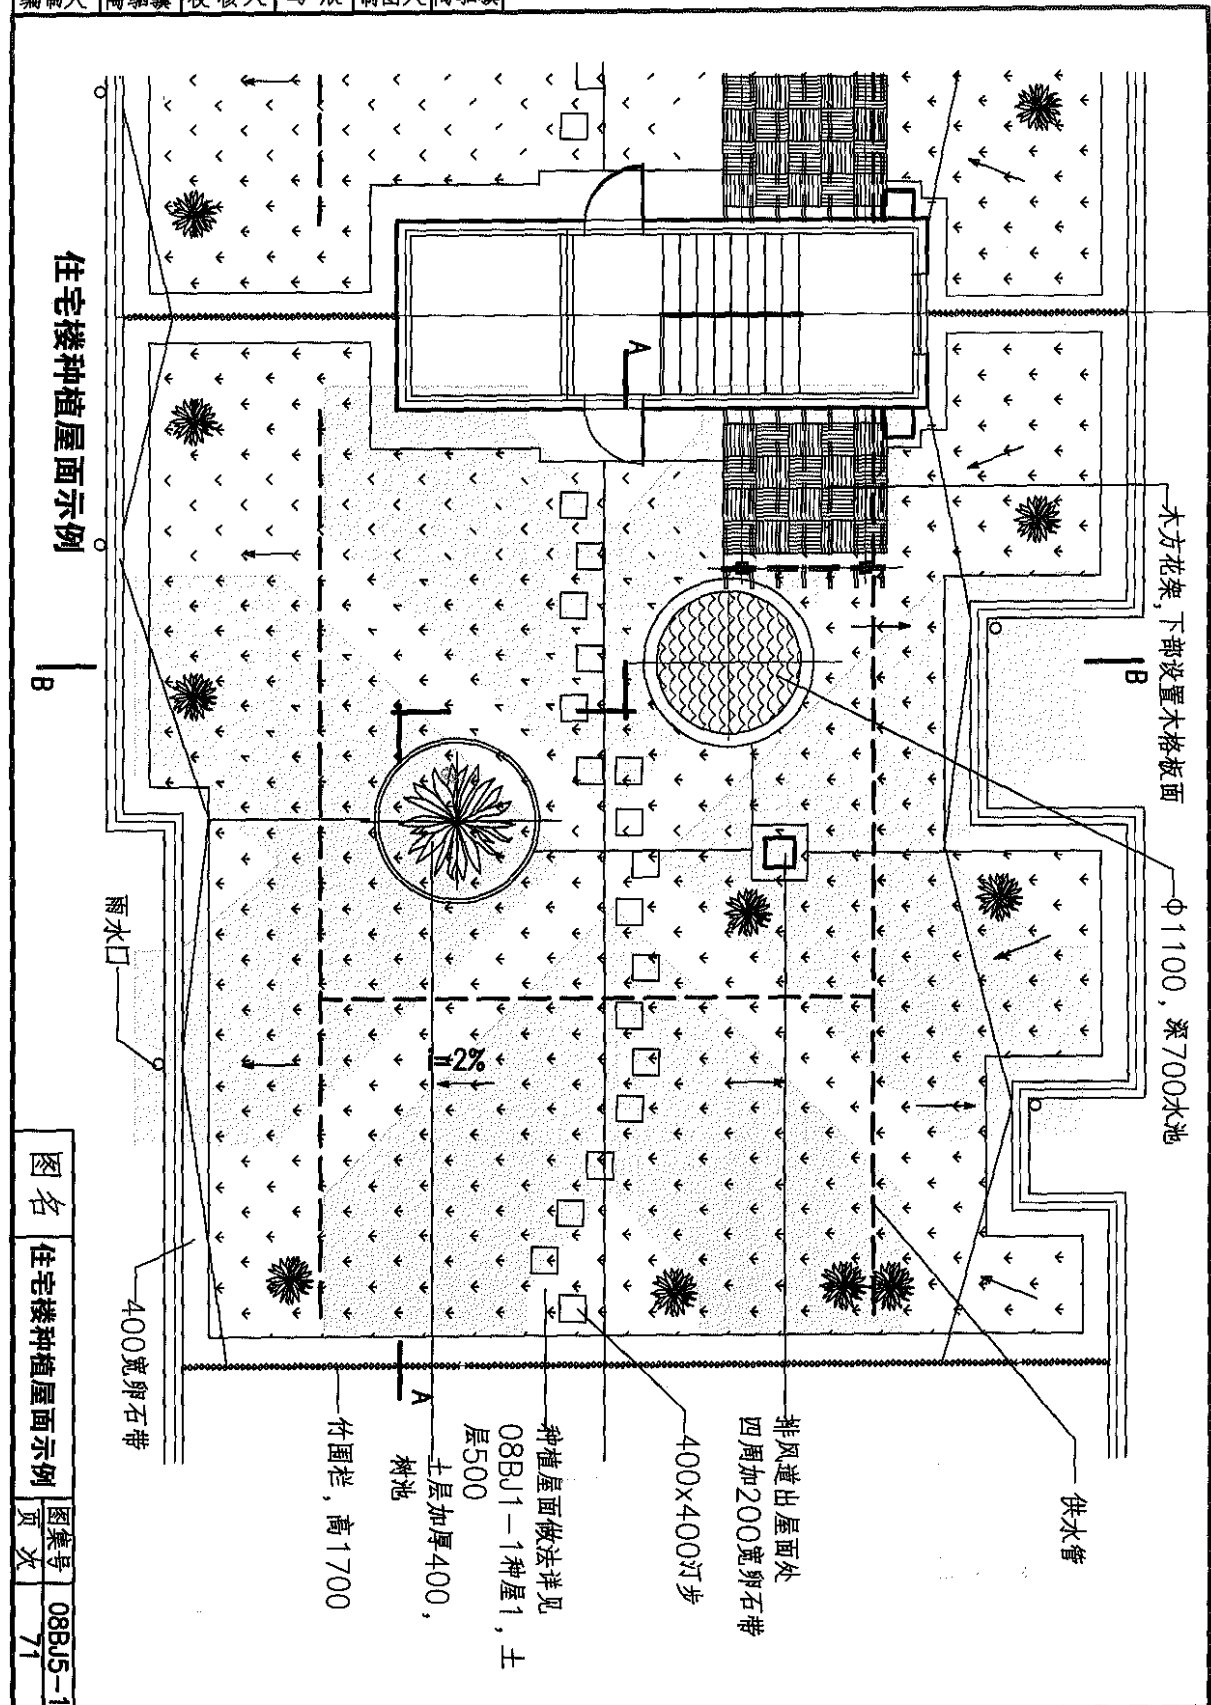 木方花架,下部设置木格板面
φ1100,深700水池
供水管
排风道出屋面处
四周加200宽卵石带
400x400汀步
种植屋面做法详见
08BJ1-1种屋1,土
层500
土层加厚400,
树池
竹围栏,高1700
400宽卵石带
雨水口
i=2%
A
A
B
B
住宅楼种植屋面示例
图名
住宅楼种植屋面示例
图集号
08BJ5-1
页次
71